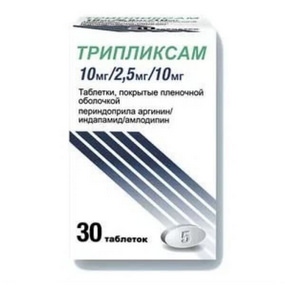 ТРИПЛИКСАМ
10мг/2,5мг/10мг
Таблетки, покрытые пленочной
оболочкой
периндоприла аргинин/
индапамид/амлодипин
30 таблеток
5